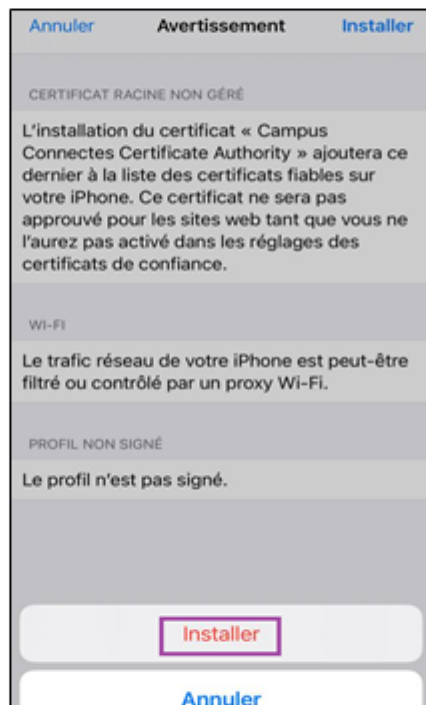 Annuler Avertissement Installer
CERTIFICAT RACINE NON GÉRÉ
L'installation du certificat « Campus
Connectes Certificate Authority » ajoutera ce
dernier à la liste des certificats fiables sur
votre iPhone. Ce certificat ne sera pas
approuvé pour les sites web tant que vous ne
l'aurez pas activé dans les réglages des
certificats de confiance.
WI-FI
Le trafic réseau de votre iPhone est peut-être
filtré ou contrôlé par un proxy Wi-Fi.
PROFIL NON SIGNÉ
Le profil n'est pas signé.
Installer
Annuler